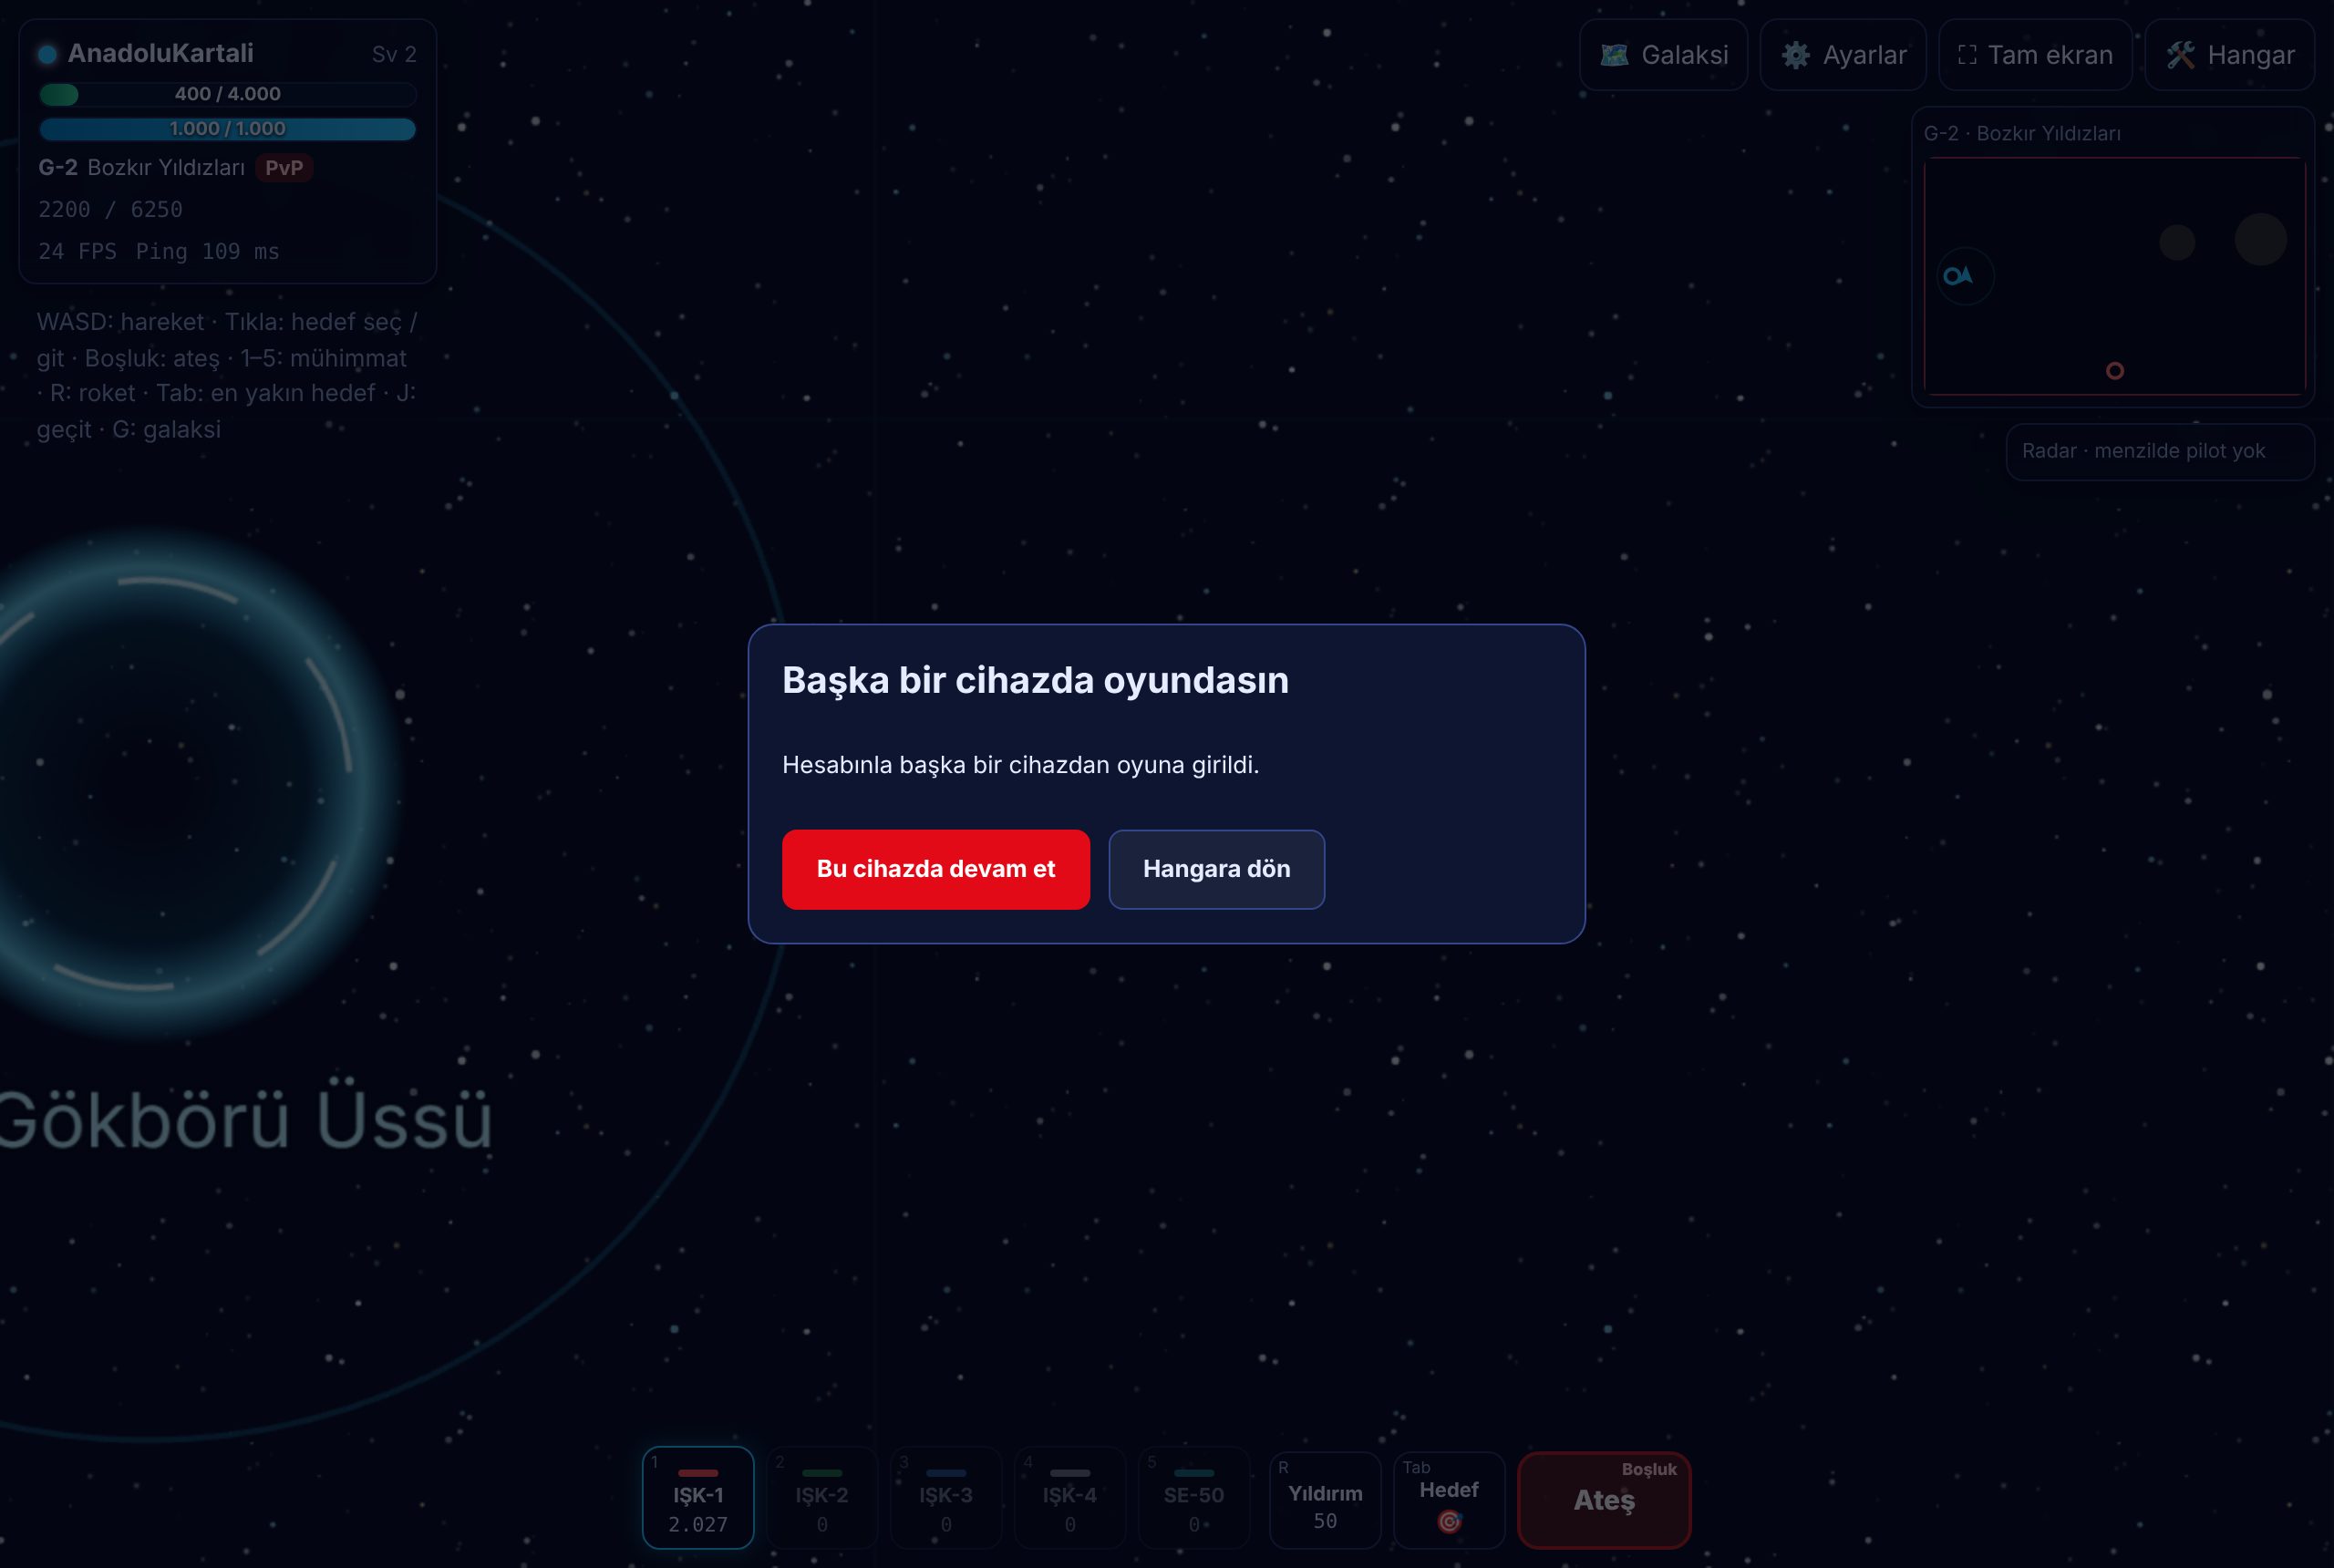 AnadoluKartali Sv 2
400 / 4.000
1.000 / 1.000
G-2 Bozkır Yıldızları PvP
2200 / 6250
24 FPS Ping 109 ms
WASD: hareket · Tıkla: hedef seç /
git · Boşluk: ateş · 1–5: mühimmat
· R: roket · Tab: en yakın hedef · J:
geçit · G: galaksi
Galaksi
Ayarlar
Tam ekran
Hangar
G-2 · Bozkır Yıldızları
Radar · menzilde pilot yok
Başka bir cihazda oyundasın
Hesabınla başka bir cihazdan oyuna girildi.
Bu cihazda devam et
Hangara dön
Gökbörü Üssü
1
IŞK-1
2.027
2
IŞK-2
0
3
IŞK-3
0
4
IŞK-4
0
5
SE-50
0
R
Yıldırım
50
Tab
Hedef
Boşluk
Ateş